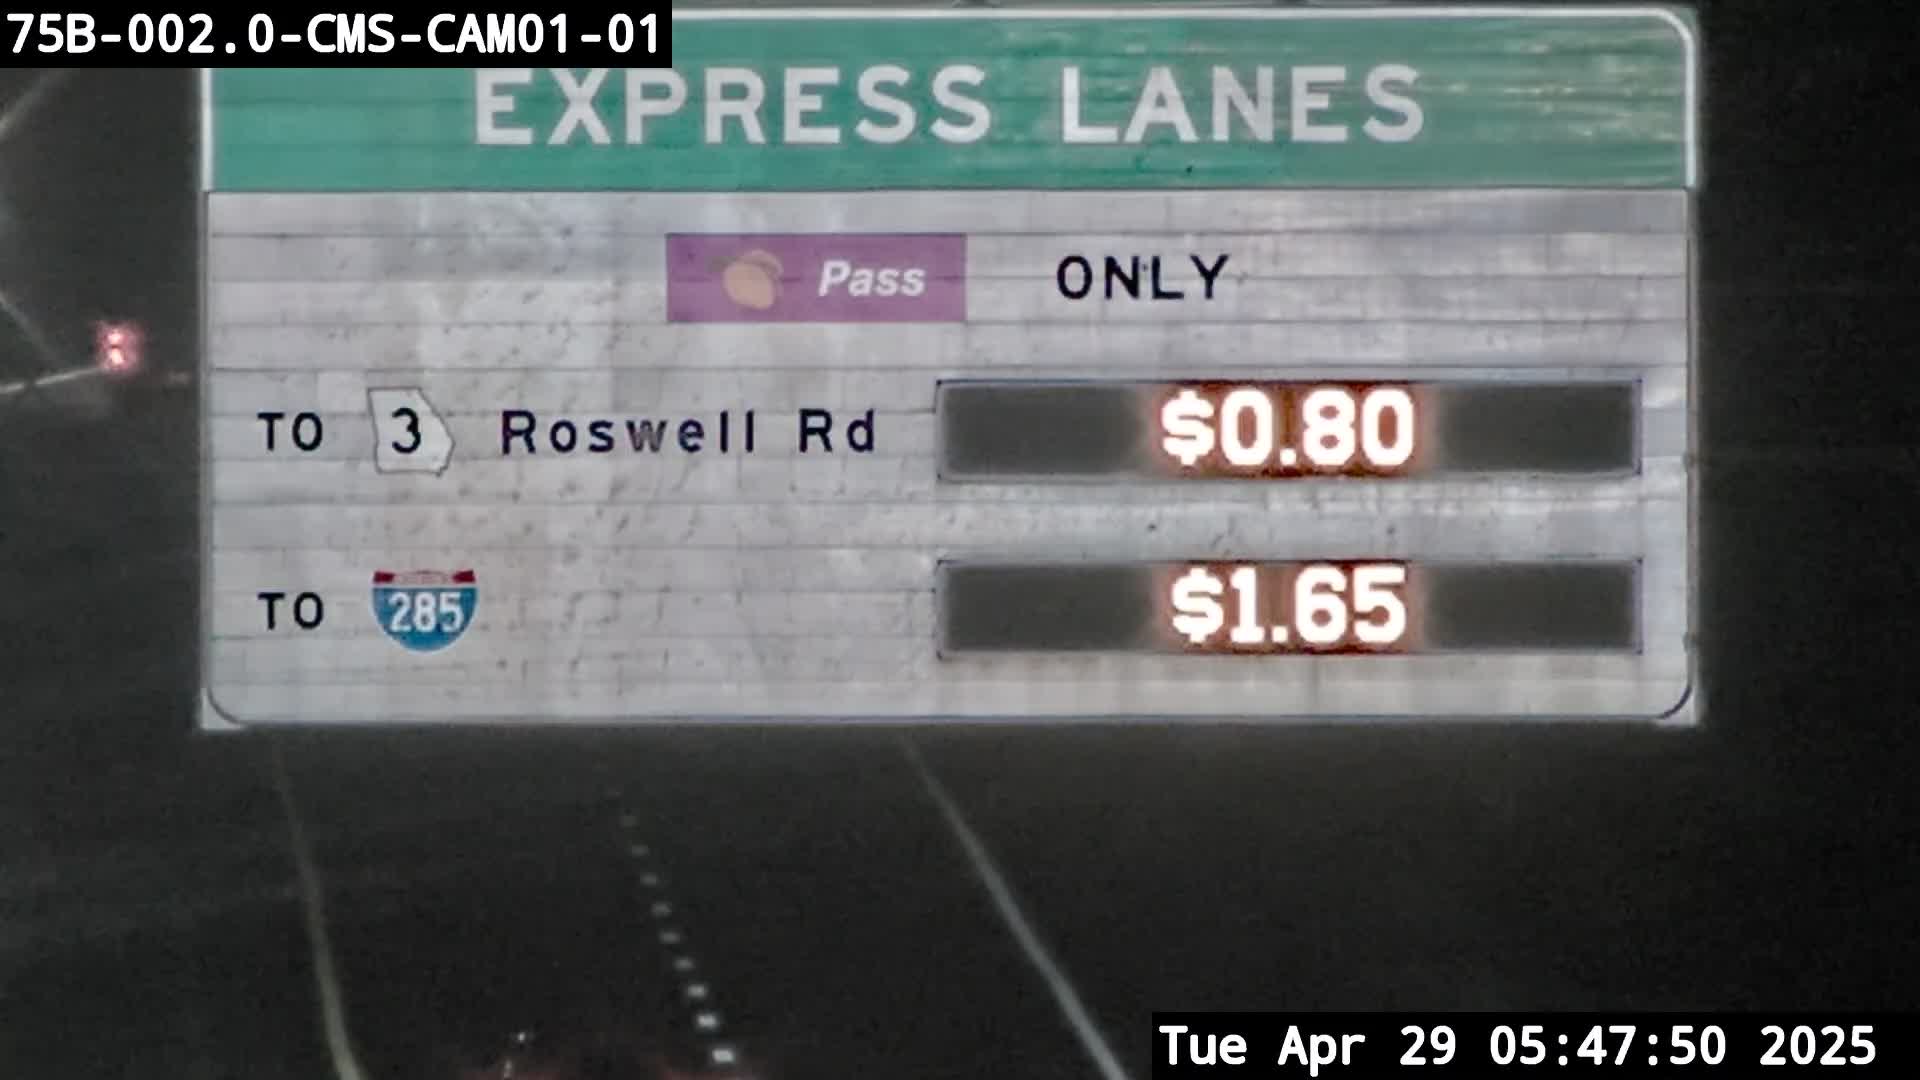 75B-002.0-CMS-CAM01-01
EXPRESS LANES
Pass ONLY
TO 3 Roswell Rd $0.80
TO 285 $1.65
Tue Apr 29 05:47:50 2025